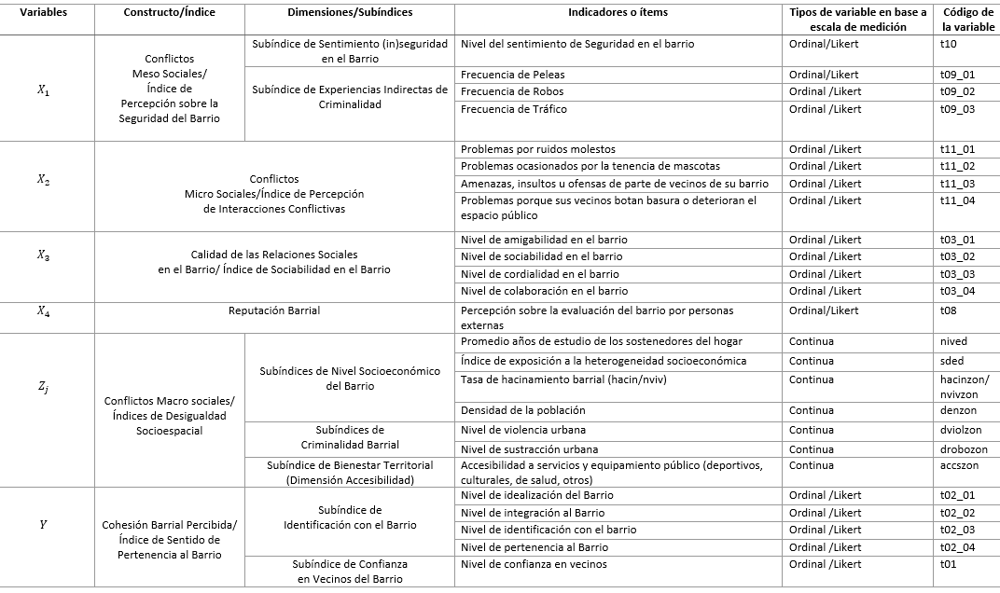 Variables Constructo/Índice Dimensiones/Subíndices Indicadores o ítems Tipos de variable en base a escala de medición Código de la variable
X1
Conflictos
Meso Sociales/
Índice de
Percepción sobre la
Seguridad del Barrio
Subíndice de Sentimiento (in)seguridad
en el Barrio
Nivel del sentimiento de Seguridad en el barrio Ordinal/Likert t10
Subíndice de Experiencias Indirectas de
Criminalidad
Frecuencia de Peleas Ordinal /Likert t09_01
Frecuencia de Robos Ordinal /Likert t09_02
Frecuencia de Tráfico Ordinal /Likert t09_03
X2
Conflictos
Micro Sociales/Índice de Percepción
de Interacciones Conflictivas
Problemas por ruidos molestos Ordinal /Likert t11_01
Problemas ocasionados por la tenencia de mascotas Ordinal /Likert t11_02
Amenazas, insultos u ofensas de parte de vecinos de su barrio Ordinal /Likert t11_03
Problemas porque sus vecinos botan basura o deterioran el Ordinal /Likert t11_04
espacio público
X3
Calidad de las Relaciones Sociales
en el Barrio/ Índice de Sociabilidad en el Barrio
Nivel de amigabilidad en el barrio Ordinal /Likert t03_01
Nivel de sociabilidad en el barrio Ordinal /Likert t03_02
Nivel de cordialidad en el barrio Ordinal /Likert t03_03
Nivel de colaboración en el barrio Ordinal /Likert t03_04
X4 Reputación Barrial Percepción sobre la evaluación del barrio por personas Ordinal/Likert t08
externas
Zj
Conflictos Macro sociales/
Índices de Desigualdad
Socioespacial
Subíndices de Nivel Socioeconómico
del Barrio
Promedio años de estudio de los sostenedores del hogar Continua nived
Índice de exposición a la heterogeneidad socioeconómica Continua sded
Tasa de hacinamiento barrial (hacin/nviv) Continua hacinzon/
nvivzon
Densidad de la población Continua denzon
Subíndices de
Criminalidad Barrial
Nivel de violencia urbana Continua dviolzon
Nivel de sustracción urbana Continua drobozon
Subíndice de Bienestar Territorial
(Dimensión Accesibilidad)
Accesibilidad a servicios y equipamiento público (deportivos, Continua accszon
culturales, de salud, otros)
Y
Cohesión Barrial Percibida/
Índice de Sentido de
Pertenencia al Barrio
Subíndice de
Identificación con el Barrio
Nivel de idealización del Barrio Ordinal /Likert t02_01
Nivel de integración al Barrio Ordinal /Likert t02_02
Nivel de identificación con el barrio Ordinal /Likert t02_03
Nivel de pertenencia al Barrio Ordinal /Likert t02_04
Subíndice de Confianza
en Vecinos del Barrio
Nivel de confianza en vecinos Ordinal /Likert t01